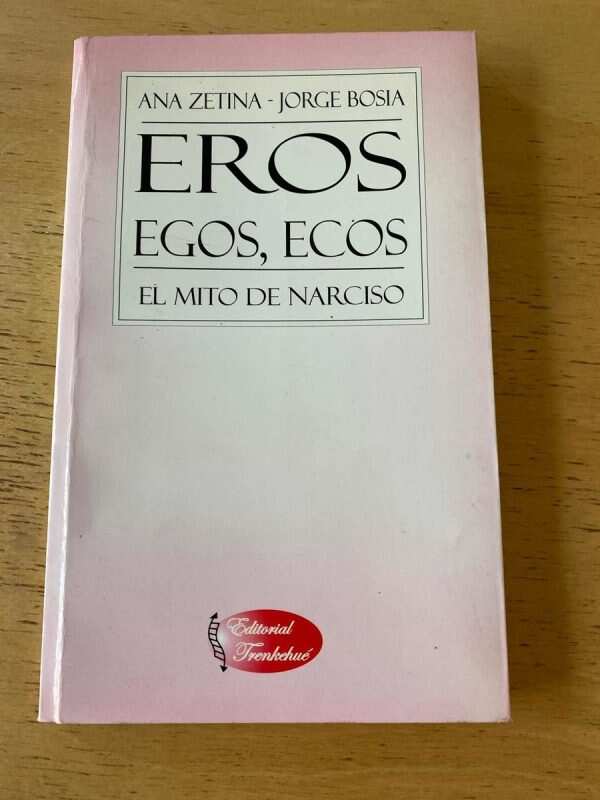 ANA ZETINA - JORGE BOSIA
EROS
EGOS, ECOS
EL MITO DE NARCISO
Editorial
Trenkehué